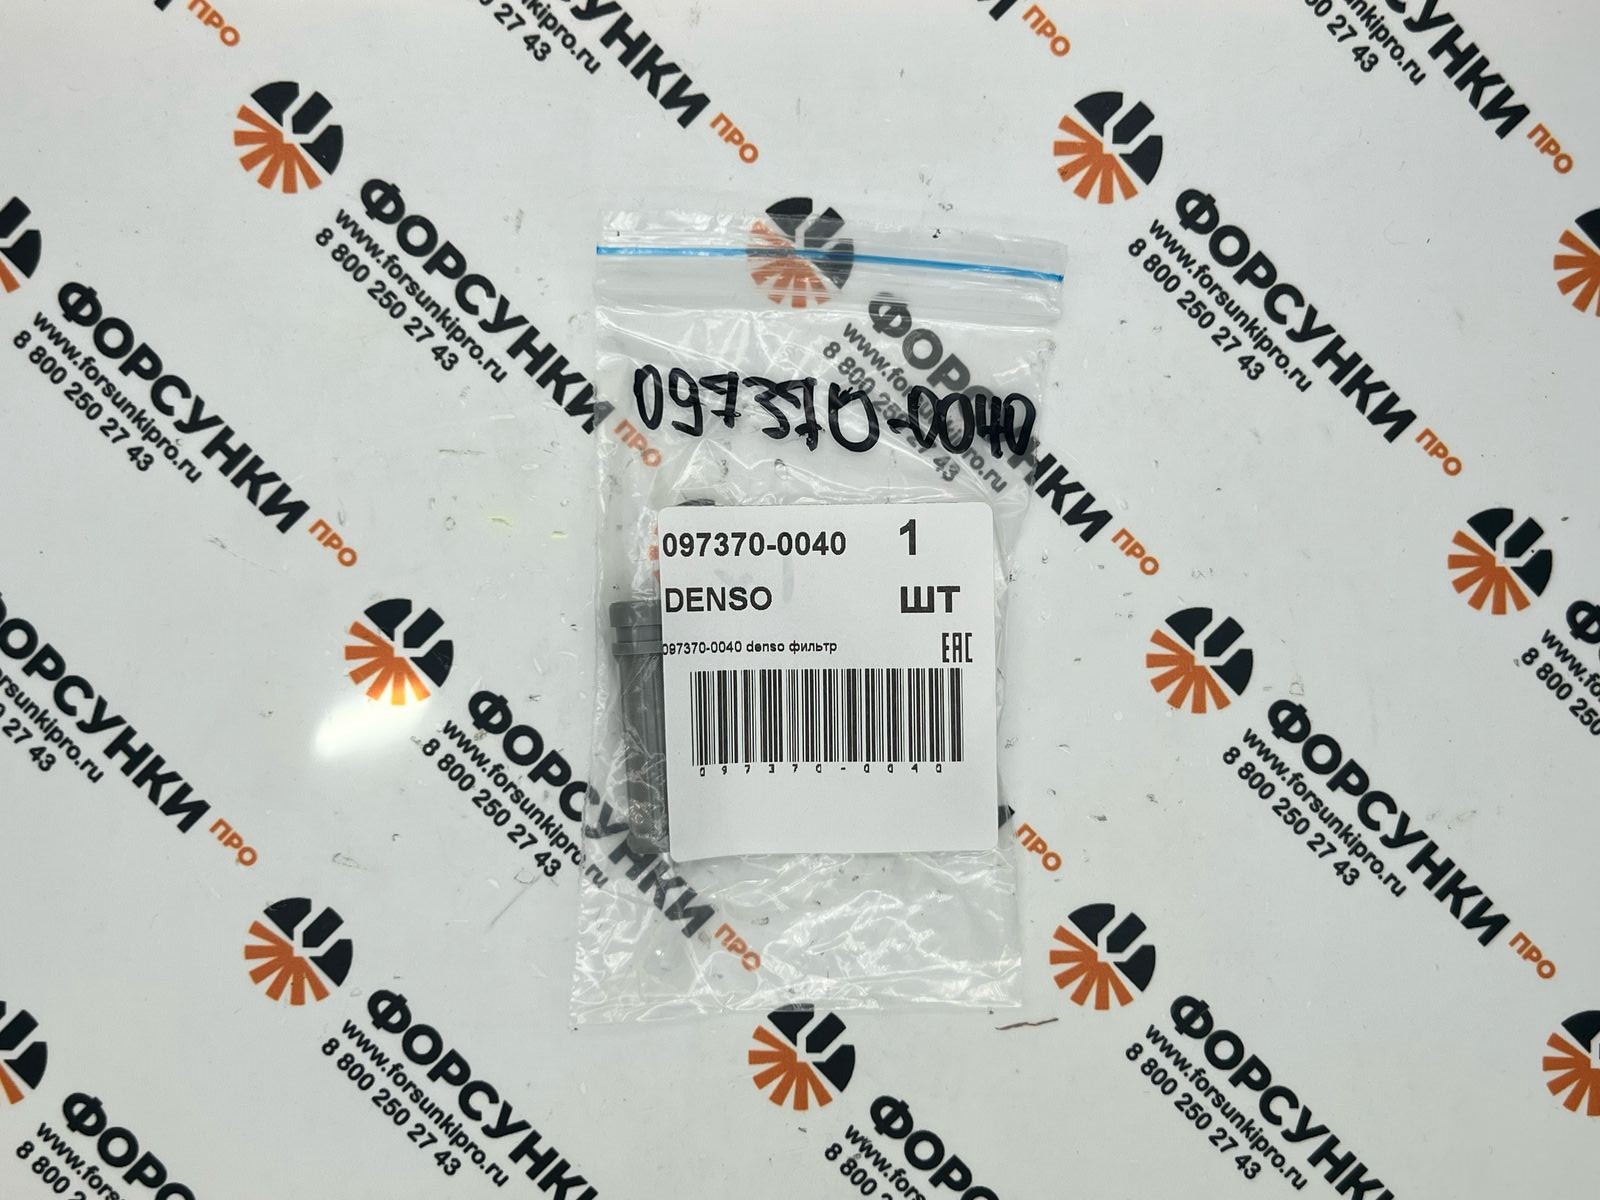 097370-0040
097370-0040 1
DENSO шт
097370-0040 denso фильтр EAC
097370-0040
ФОРСУНКИ ПРО
www.forsunkipro.ru
8 800 250 27 43